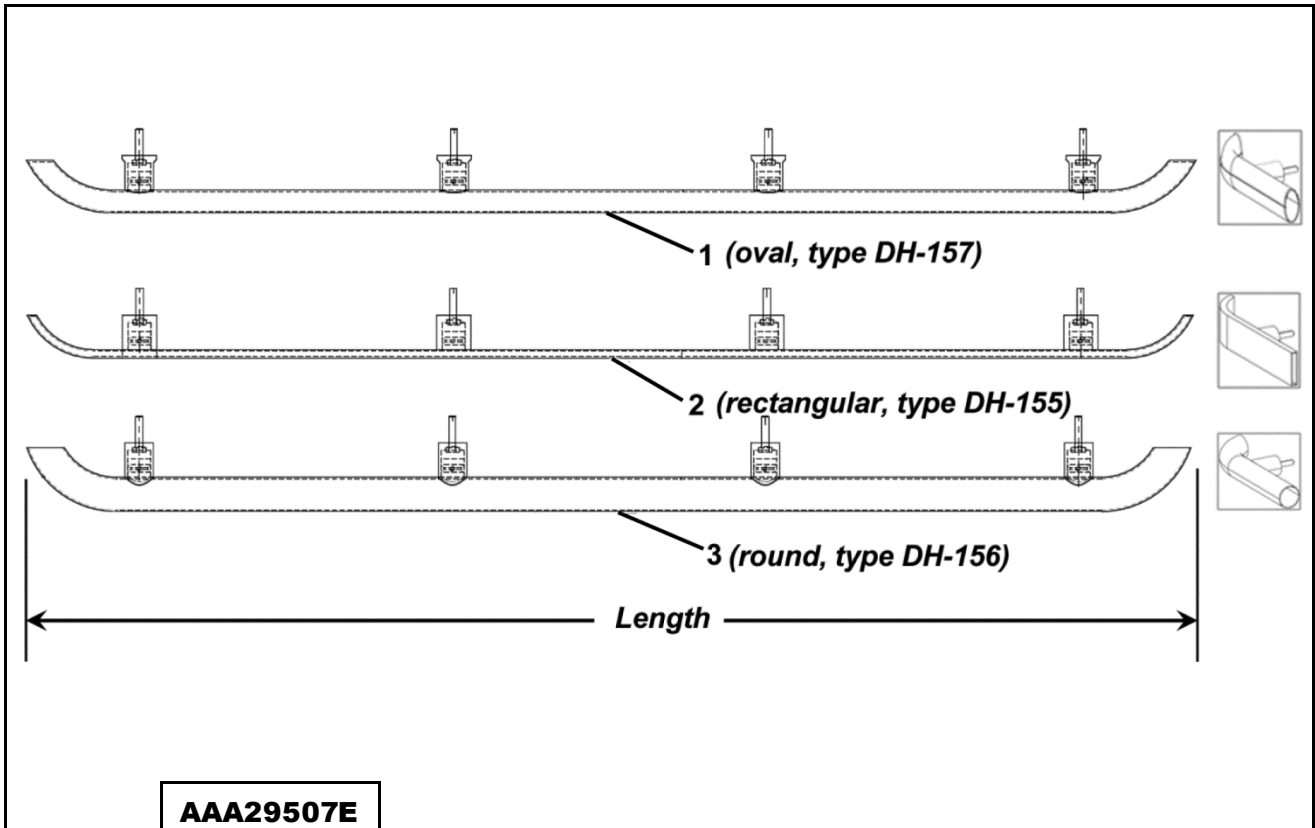 1 (oval, type DH-157)
2 (rectangular, type DH-155)
3 (round, type DH-156)
Length
AAA29507E